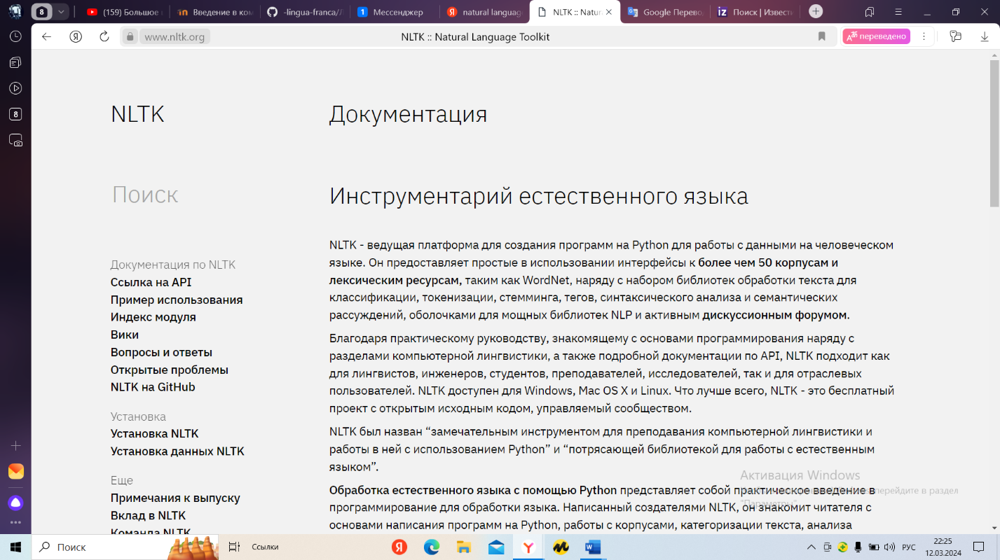 8
(159) Большое
Введение в ком
-lingua-franca/
1 Мессенджер
natural language
NLTK :: Natura
Google Перево
Поиск | Извести
www.nltk.org
NLTK :: Natural Language Toolkit
переведено
8
NLTK
Документация
Поиск
Инструментарий естественного языка
NLTK - ведущая платформа для создания программ на Python для работы с данными на человеческом
языке. Он предоставляет простые в использовании интерфейсы к более чем 50 корпусам и
лексическим ресурсам, таким как WordNet, наряду с набором библиотек обработки текста для
классификации, токенизации, стемминга, тегов, синтаксического анализа и семантических
рассуждений, оболочками для мощных библиотек NLP и активным дискуссионным форумом.
Благодаря практическому руководству, знакомящему с основами программирования наряду с
разделами компьютерной лингвистики, а также подробной документации по API, NLTK подходит как
для лингвистов, инженеров, студентов, преподавателей, исследователей, так и для отраслевых
пользователей. NLTK доступен для Windows, Mac OS X и Linux. Что лучше всего, NLTK - это бесплатный
проект с открытым исходным кодом, управляемый сообществом.
NLTK был назван “замечательным инструментом для преподавания компьютерной лингвистики и
работы в ней с использованием Python” и “потрясающей библиотекой для работы с естественным
языком”.
Обработка естественного языка с помощью Python представляет собой практическое введение в
программирование для обработки языка. Написанный создателями NLTK, он знакомит читателя с
основами написания программ на Python, работы с корпусами, категоризации текста, анализа
Документация по NLTK
Ссылка на API
Пример использования
Индекс модуля
Вики
Вопросы и ответы
Открытые проблемы
NLTK на GitHub
Установка
Установка NLTK
Установка данных NLTK
Еще
Примечания к выпуску
Вклад в NLTK
Команда NLTK
Активация Windows
перейдите в раздел
"Параметры"
Поиск
Ссылки
РУС
22:25
12.03.2024